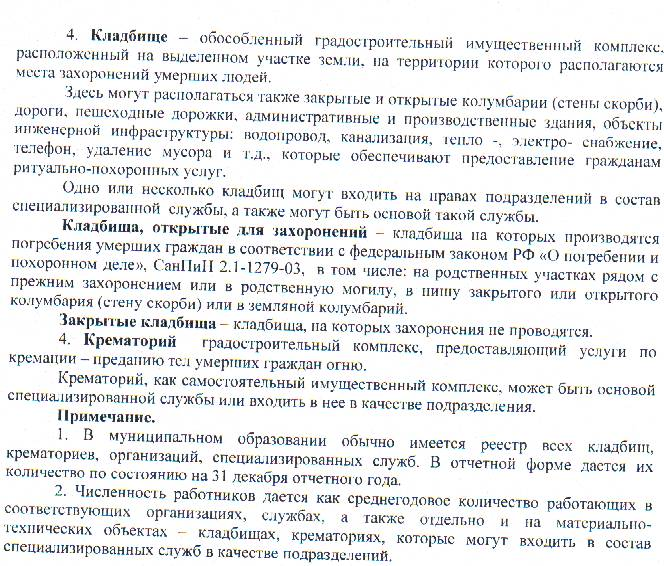 4. Кладбище – обособленный градостроительный имущественный комплекс,
расположенный на выделенном участке земли, на территории которого располагаются
места захоронений умерших людей.
Здесь могут располагаться также закрытые и открытые колумбарии (стены скорби),
дороги, пешеходные дорожки, административные и производственные здания, объекты
инженерной инфраструктуры: водопровод, канализация, тепло -, электро- снабжение,
телефон, удаление мусора и т.д., которые обеспечивают предоставление гражданам
ритуально-похоронных услуг.
Одно или несколько кладбищ могут входить на правах подразделений в состав
специализированной службы, а также могут быть основой такой службы.
Кладбища, открытые для захоронений – кладбища на которых производятся
погребения умерших граждан в соответствии с федеральным законом РФ «О погребении и
похоронном деле», СанПиП 2.1-1279-03, в том числе: на родственных участках рядом с
прежним захоронением или в родственную могилу, в нишу закрытого или открытого
колумбария (стену скорби) или в земляной колумбарий.
Закрытые кладбища – кладбища, на которых захоронения не проводятся.
4. Крематорий градостроительный комплекс, предоставляющий услуги по
кремации – преданию тел умерших граждан огню.
Крематорий, как самостоятельный имущественный комплекс, может быть основой
специализированной службы или входить в нее в качестве подразделения.
Примечание.
1. В муниципальном образовании обычно имеется реестр всех кладбищ,
крематориев, организаций, специализированных служб. В отчетной форме дается их
количество по состоянию на 31 декабря отчетного года.
2. Численность работников дается как среднегодовое количество работающих в
соответствующих организациях, службах, а также отдельно и на материально-
технических объектах – кладбищах, крематориях, которые могут входить в состав
специализированных служб в качестве подразделений.